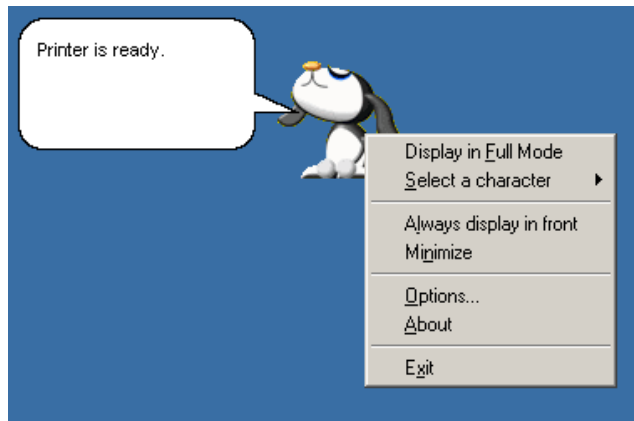 Printer is ready.
Display in Full Mode
Select a character
Always display in front
Minimize
Options...
About
Exit